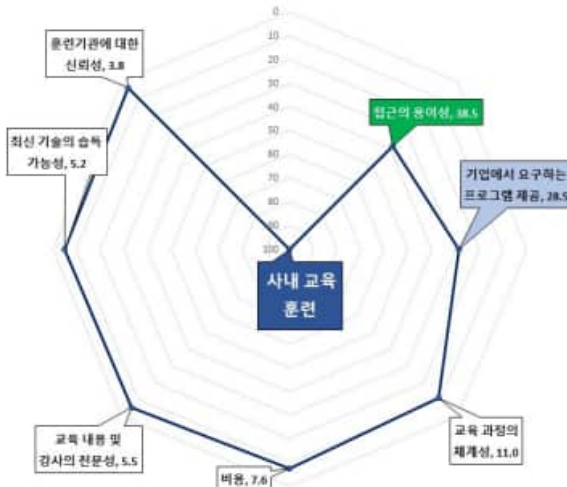 0
10
20
30
40
50
60
70
80
90
100
훈련기관에 대한
신뢰성, 3.8
접근의 용이성, 38.5
최신 기술의 습득
가능성, 5.2
기업에서 요구하는
프로그램 제공, 28.5
사내 교육
훈련
교육 내용 및
강사의 전문성, 5.5
비용, 7.6
교육 과정의
체계성, 11.0